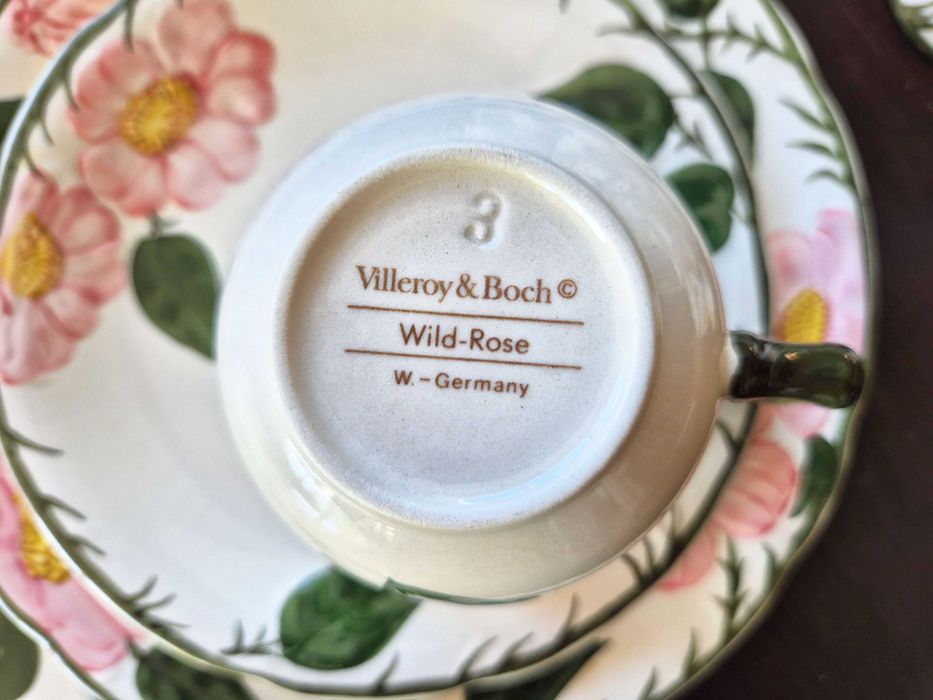 3
Villeroy & Boch ©
Wild-Rose
W. - Germany